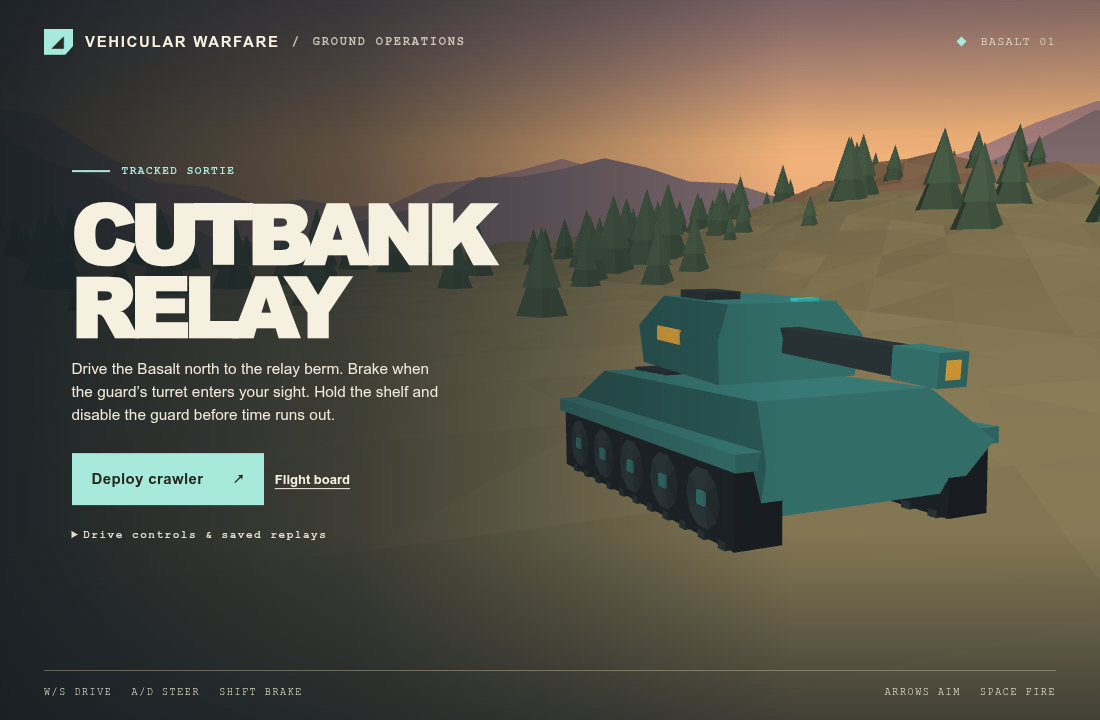 VEHICULAR WARFARE / GROUND OPERATIONS
BASALT 01
TRACKED SORTIE
CUTBANK
RELAY
Drive the Basalt north to the relay berm. Brake when
the guard's turret enters your sight. Hold the shelf and
disable the guard before time runs out.
Deploy crawler ↗
Flight board
Drive controls & saved replays
W/S DRIVE A/D STEER SHIFT BRAKE
ARROWS AIM SPACE FIRE